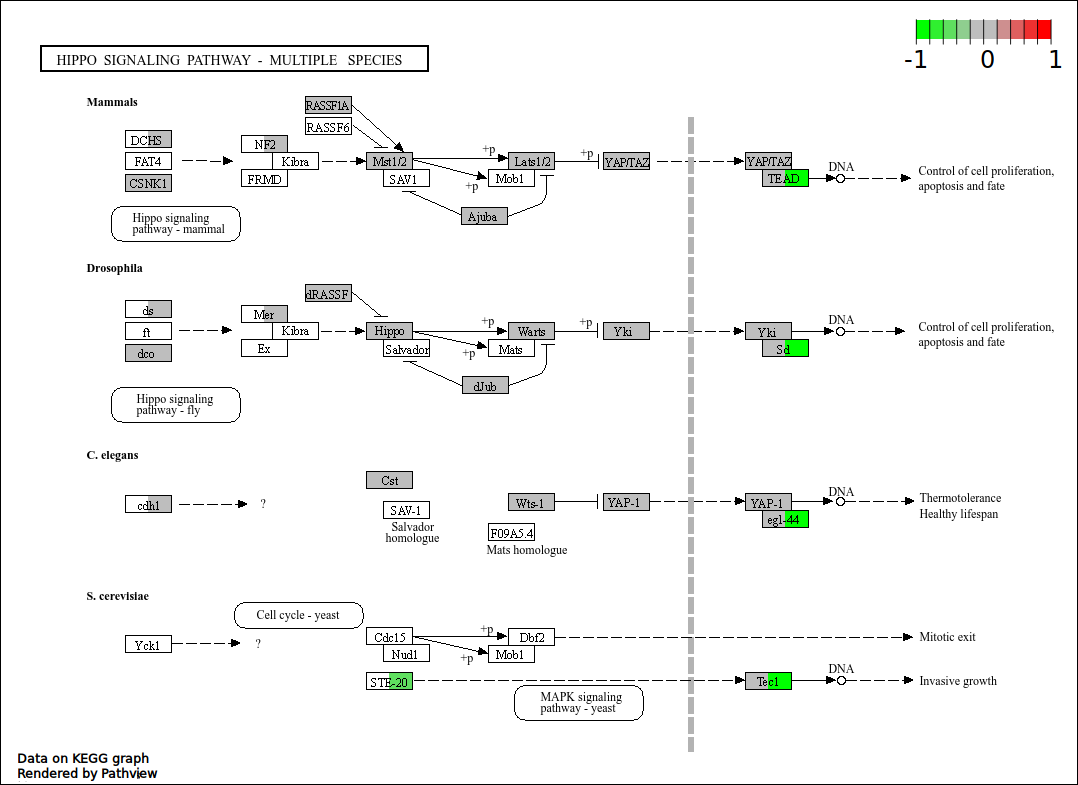 -1 0 1
HIPPO SIGNALING PATHWAY - MULTIPLE SPECIES
Mammals
RASSF1A
RASSF6
DCHS
FAT4
CSNK1
NF2
Kibra
FRMD
Mst1/2
SAV1
+p
+p
Lats1/2
Mob1
+p
YAP/TAZ
YAP/TAZ
TEAD
DNA
Control of cell proliferation,
apoptosis and fate
Ajuba
Hippo signaling
pathway - mammal
Drosophila
dRASSF
ds
ft
dco
Mer
Kibra
Ex
Hippo
Salvador
+p
+p
Warts
Mats
+p
Yki
Yki
Sd
DNA
Control of cell proliferation,
apoptosis and fate
dJub
Hippo signaling
pathway - fly
C. elegans
cdh1
?
Cst
SAV-1
Salvador
homologue
Wts-1
F09A5.4
Mats homologue
YAP-1
YAP-1
egl-44
DNA
Thermotolerance
Healthy lifespan
S. cerevisiae
Cell cycle - yeast
Yck1
?
Cdc15
Nud1
+p
+p
Dbf2
Mob1
Mitotic exit
STE-20
Tec1
DNA
Invasive growth
MAPK signaling
pathway - yeast
Data on KEGG graph
Rendered by Pathview